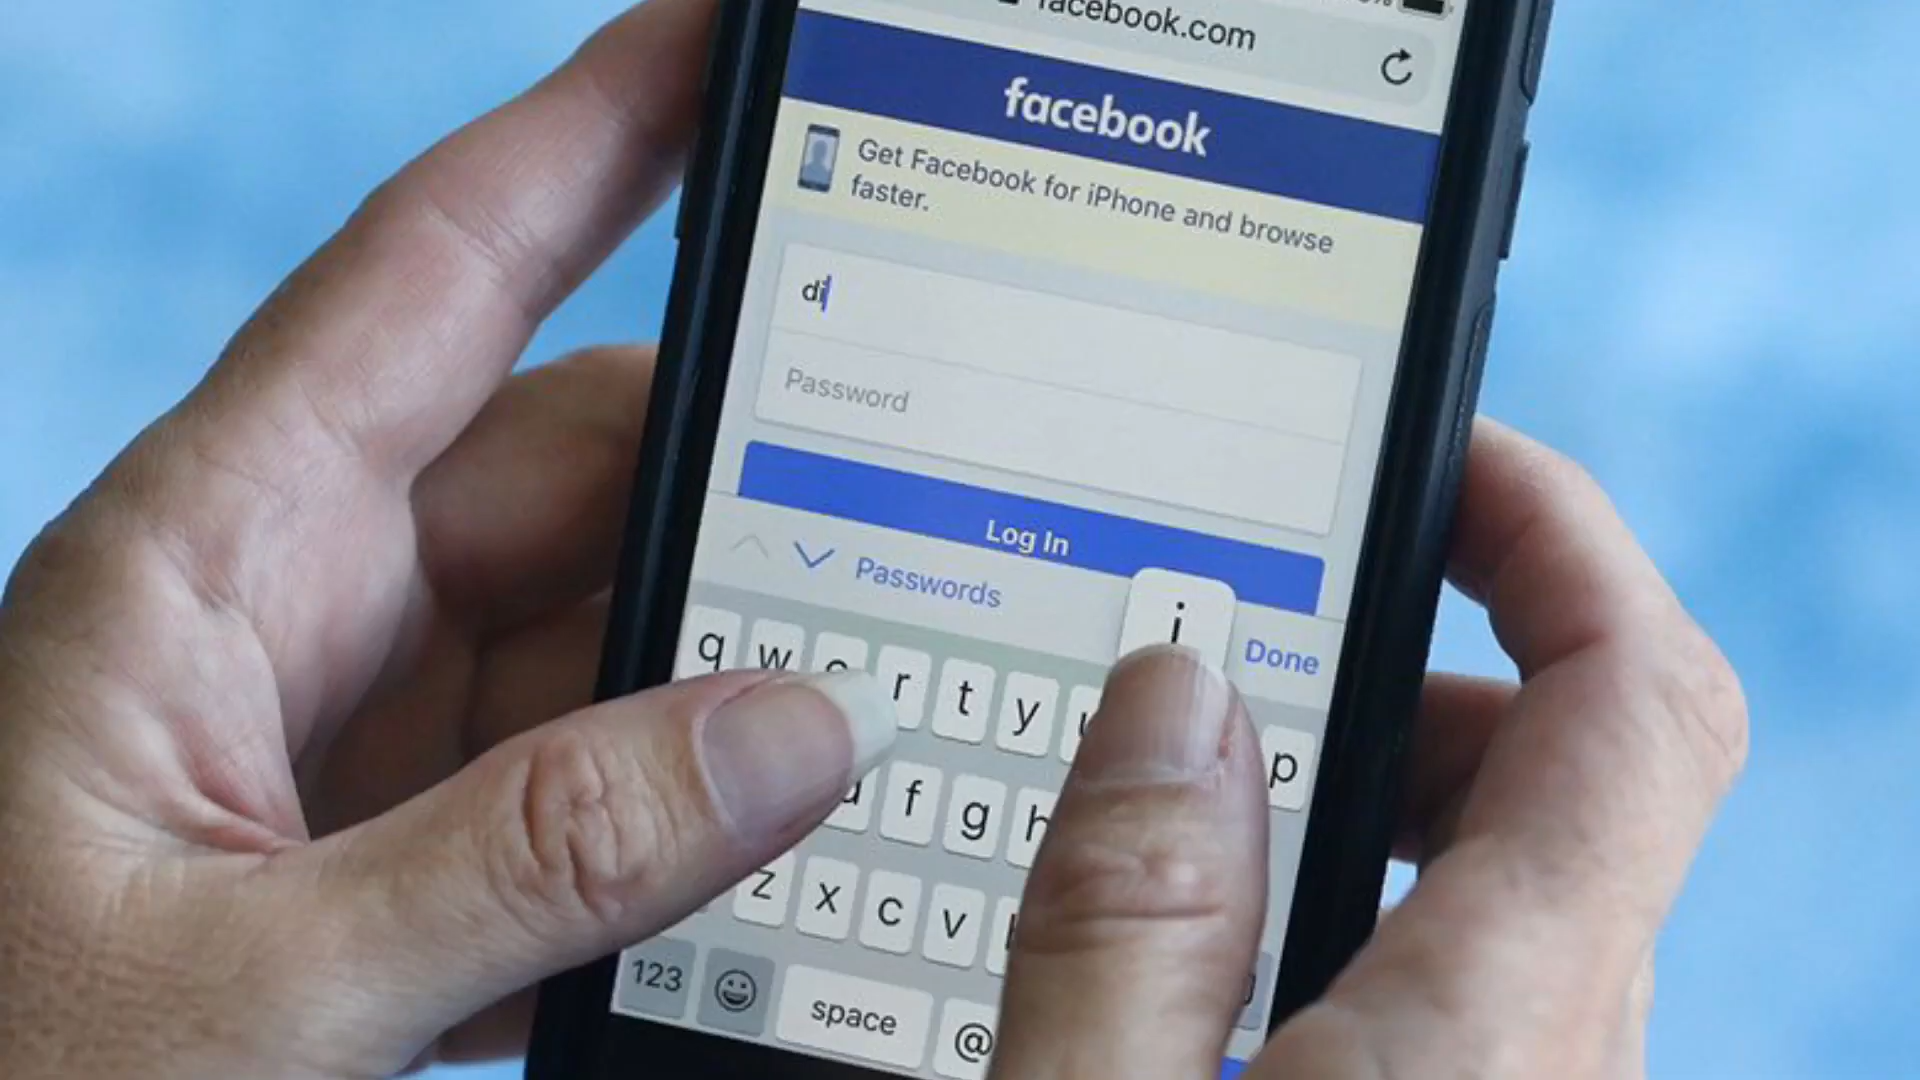 facebook.com
facebook
Get Facebook for iPhone and browse
faster.
di
Password
Log In
Passwords
i
Done
q w r t y p
f g h
z x c v
123 space @